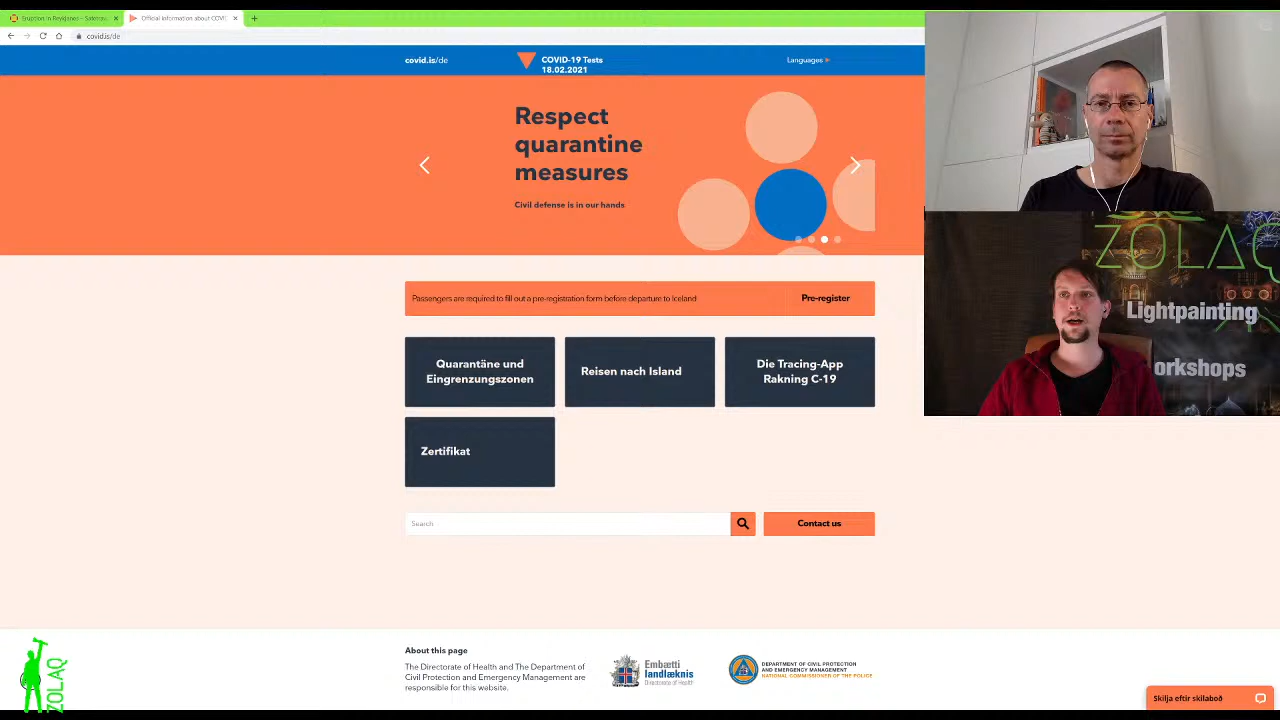 Eruption in Reykjanes – Safetrav
Official information about COVI
covid.is/de
covid.is/de
COVID-19 Tests
18.02.2021
Languages
Respect
quarantine
measures
Civil defense is in our hands
Passengers are required to fill out a pre-registration form before departure to Iceland
Pre-register
Quarantäne und
Eingrenzungszonen
Reisen nach Island
Die Tracing-App
Rakning C-19
Zertifikat
Search
Contact us
About this page
The Directorate of Health and The Department of
Civil Protection and Emergency Management are
responsible for this website.
Embætti
landlæknis
Directorate of Health
DEPARTMENT OF CIVIL PROTECTION
AND EMERGENCY MANAGEMENT
NATIONAL COMMISSIONER OF THE POLICE
Skilja eftir skilaboð
ZOLAQ
ZOLAQ
Lightpainting
orkshops